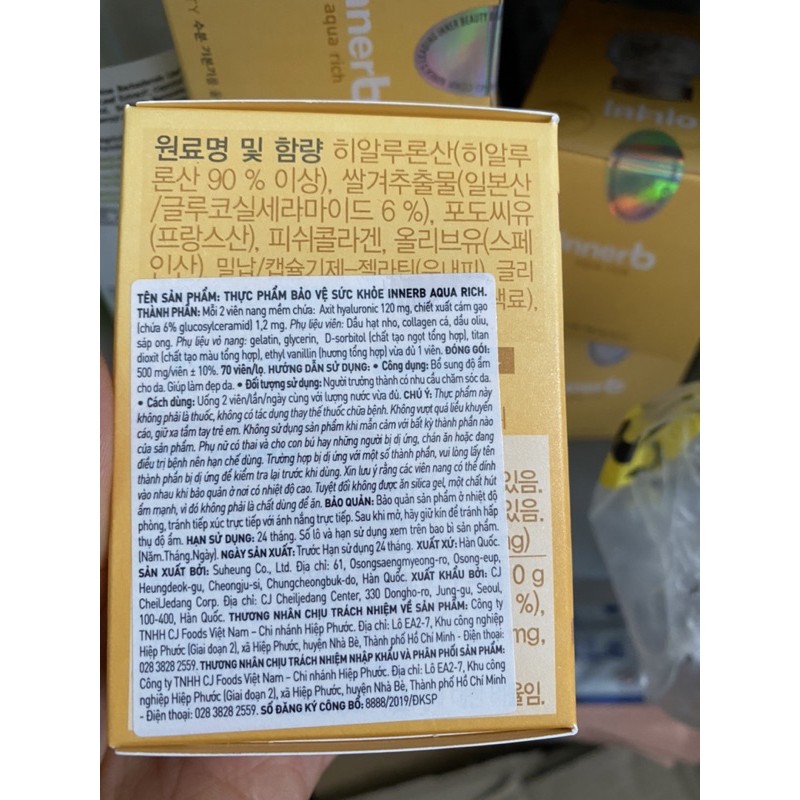 innerb
aqua rich
innerb
원료명 및 함량 히알루론산(히알루
론산 90 % 이상), 쌀겨추출물(일본산
/글루코실세라마이드 6 %), 포도씨유
(프랑스산), 피쉬콜라겐, 올리브유(스페
인산) 밀납/캡슐기제-젤라틴(우내피), 글리
색료),
TÊN SẢN PHẨM: THỰC PHẨM BẢO VỆ SỨC KHỎE INNERB AQUA RICH.
THÀNH PHẦN: Mỗi 2 viên nang mềm chứa: Axit hyaluronic 120 mg, chiết xuất cám gạo
(chứa 6% glucosylceramid) 1,2 mg. Phụ liệu viên: Dầu hạt nho, collagen cá, dầu oliu,
sáp ong. Phụ liệu vỏ nang: gelatin, glycerin, D-sorbitol (chất tạo ngọt tổng hợp), titan
dioxit (chất tạo màu tổng hợp), ethyl vanillin (hương tổng hợp) vừa đủ 1 viên. ĐÓNG GÓI:
500 mg/viên ± 10%. 70 viên/lọ. HƯỚNG DẪN SỬ DỤNG: • Công dụng: Bổ sung độ ẩm
cho da. Giúp làm đẹp da. • Đối tượng sử dụng: Người trưởng thành có nhu cầu chăm sóc da.
• Cách dùng: Uống 2 viên/lần/ngày cùng với lượng nước vừa đủ. CHÚ Ý: Thực phẩm này
không phải là thuốc, không có tác dụng thay thế thuốc chữa bệnh. Không vượt quá liều khuyến
cáo, giữ xa tầm tay trẻ em. Không sử dụng sản phẩm khi mẫn cảm với bất kỳ thành phần nào
của sản phẩm. Phụ nữ có thai và cho con bú hay những người bị dị ứng, chán ăn hoặc đang
điều trị bệnh nên hạn chế dùng. Trường hợp bị dị ứng với một số thành phần, vui lòng lấy tên
thành phần bị dị ứng để kiểm tra lại trước khi dùng. Xin lưu ý rằng các viên nang có thể dính
vào nhau khi bảo quản ở nơi có nhiệt độ cao. Tuyệt đối không được ăn silica gel, một chất hút
ẩm mạnh, vì đó không phải là chất dùng để ăn. BẢO QUẢN: Bảo quản sản phẩm ở nhiệt độ
phòng, tránh tiếp xúc trực tiếp với ánh nắng trực tiếp. Sau khi mở, hãy giữ kín để tránh hấp
thụ độ ẩm. HẠN SỬ DỤNG: 24 tháng. Số lô và hạn sử dụng xem trên bao bì sản phẩm.
(Năm.Tháng.Ngày). NGÀY SẢN XUẤT: Trước Hạn sử dụng 24 tháng. XUẤT XỨ: Hàn Quốc.
SẢN XUẤT BỞI: Suheung Co., Ltd. Địa chỉ: 61, Osongsaengmyeong-ro, Osong-eup,
Heungdeok-gu, Cheongju-si, Chungcheongbuk-do, Hàn Quốc. XUẤT KHẨU BỞI: CJ
CheilJedang Corp. Địa chỉ: CJ Cheiljedang Center, 330 Dongho-ro, Jung-gu, Seoul,
100-400, Hàn Quốc. THƯƠNG NHÂN CHỊU TRÁCH NHIỆM VỀ SẢN PHẨM: Công ty
TNHH CJ Foods Việt Nam – Chi nhánh Hiệp Phước. Địa chỉ: Lô EA2-7, Khu công nghiệp
Hiệp Phước (Giai đoạn 2), xã Hiệp Phước, huyện Nhà Bè, Thành phố Hồ Chí Minh - Điện thoại:
028 3828 2559. THƯƠNG NHÂN CHỊU TRÁCH NHIỆM NHẬP KHẨU VÀ PHÂN PHỐI SẢN PHẨM:
Công ty TNHH CJ Foods Việt Nam – Chi nhánh Hiệp Phước. Địa chỉ: Lô EA2-7, Khu công
nghiệp Hiệp Phước (Giai đoạn 2), xã Hiệp Phước, huyện Nhà Bè, Thành phố Hồ Chí Minh
- Điện thoại: 028 3828 2559. SỐ ĐĂNG KÝ CÔNG BỐ: 8888/2019/ĐKSP
있음.
있음.
0 g
%),
mg,